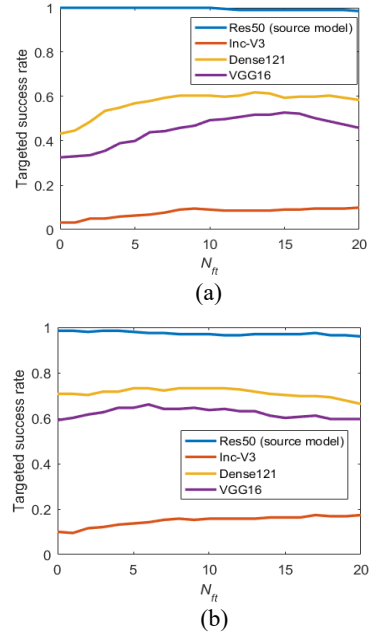 1
0.8
0.6
0.4
0.2
0
Targeted success rate
Res50 (source model)
Inc-V3
Dense121
VGG16
0 5 10 15 20
N_ft
(a)
1
0.8
0.6
0.4
0.2
0
Targeted success rate
Res50 (source model)
Inc-V3
Dense121
VGG16
0 5 10 15 20
N_ft
(b)